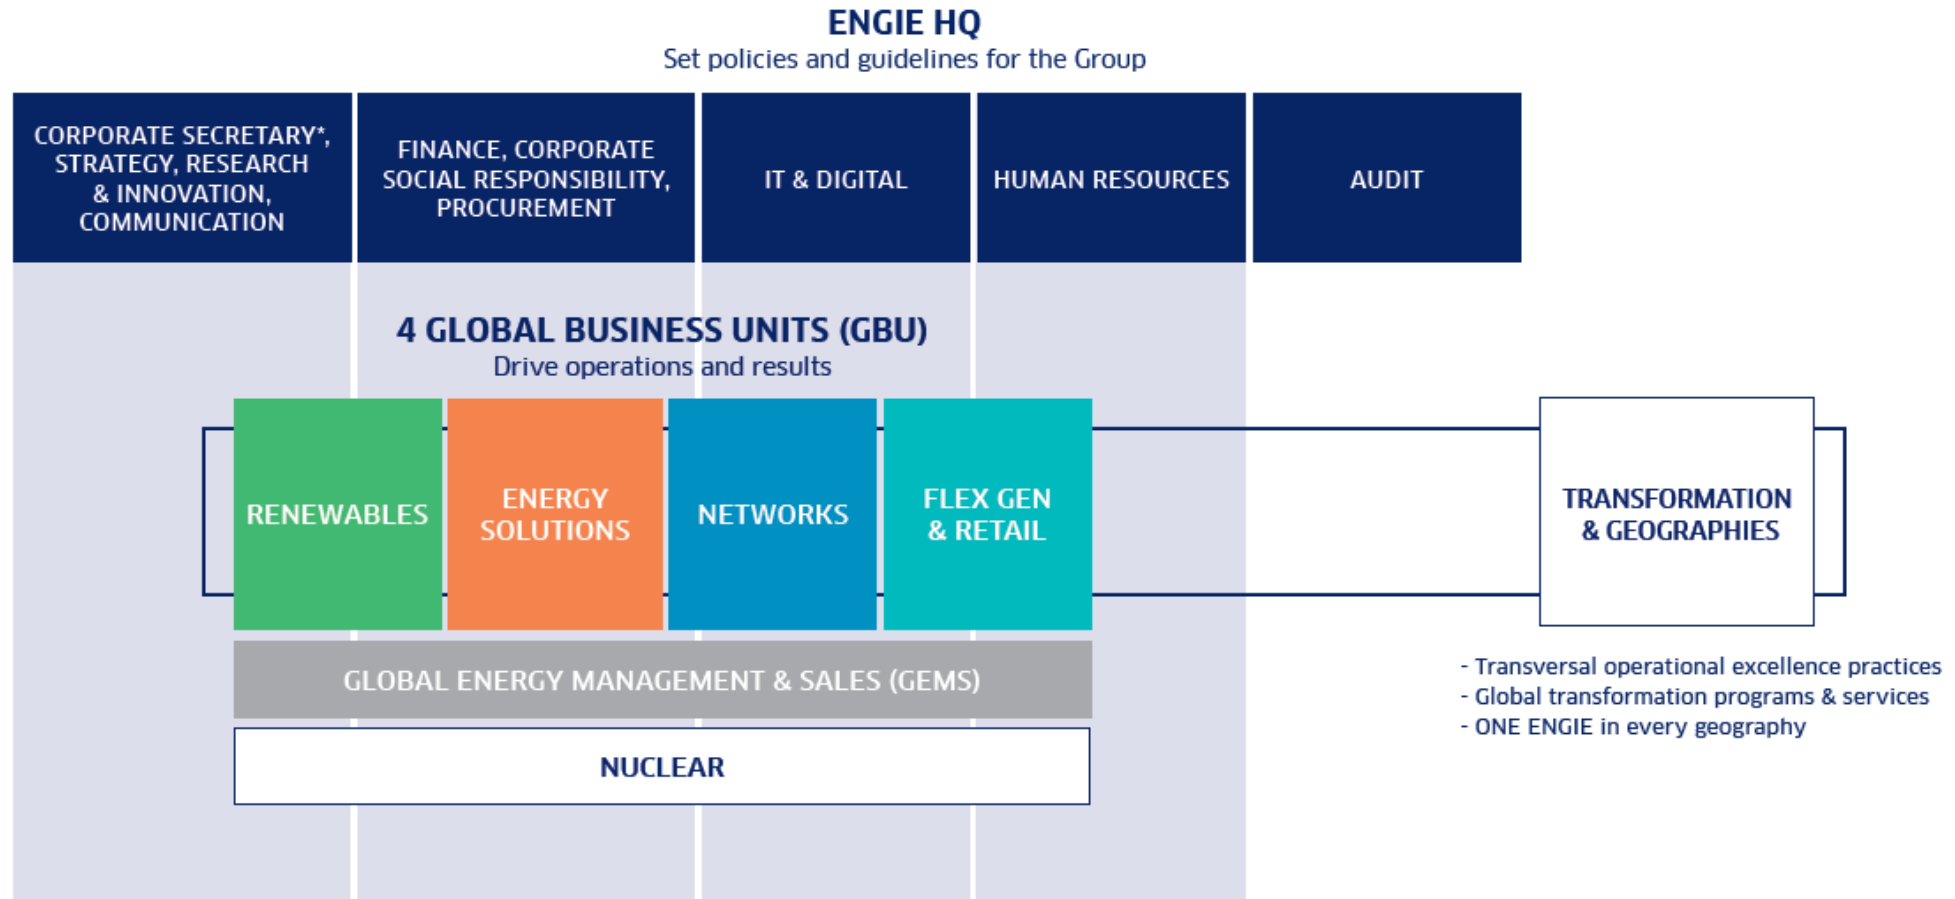 ENGIE HQ
Set policies and guidelines for the Group
CORPORATE SECRETARY*,
STRATEGY, RESEARCH
& INNOVATION,
COMMUNICATION
FINANCE, CORPORATE
SOCIAL RESPONSIBILITY,
PROCUREMENT
IT & DIGITAL
HUMAN RESOURCES
AUDIT
4 GLOBAL BUSINESS UNITS (GBU)
Drive operations and results
RENEWABLES
ENERGY
SOLUTIONS
NETWORKS
FLEX GEN
& RETAIL
TRANSFORMATION
& GEOGRAPHIES
GLOBAL ENERGY MANAGEMENT & SALES (GEMS)
NUCLEAR
- Transversal operational excellence practices
- Global transformation programs & services
- ONE ENGIE in every geography